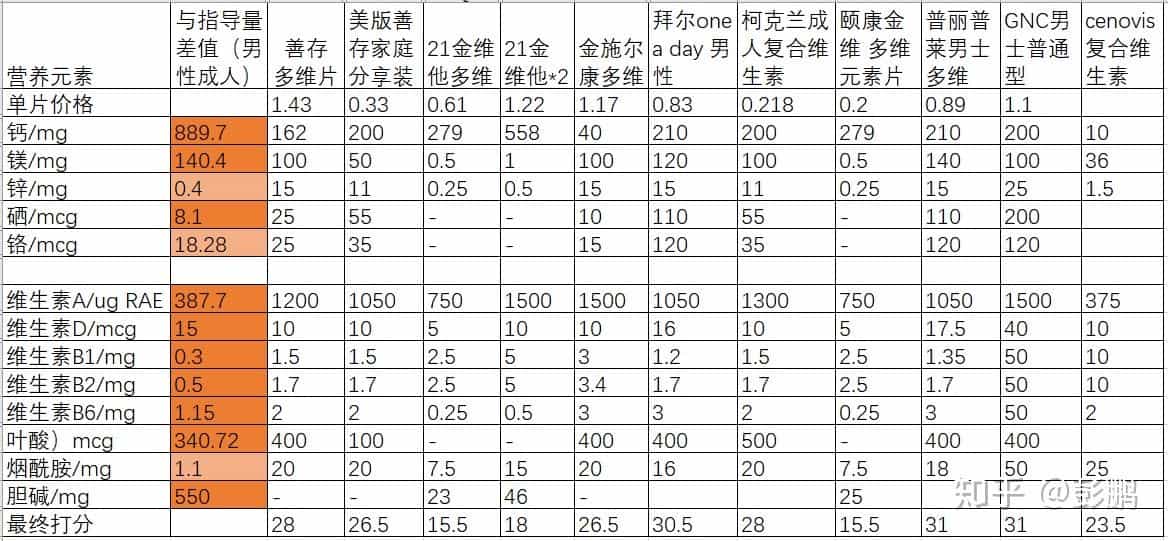 营养元素 与指导量差值（男性成人） 善存多维片 美版善存家庭分享装 21金维他多维 21金维他*2 金施尔康多维 拜尔one a day 男性 柯克兰成人复合维生素 颐康金维 多维元素片 普丽普莱男士多维 GNC男士普通型 cenovis复合维生素
单片价格 1.43 0.33 0.61 1.22 1.17 0.83 0.218 0.2 0.89 1.1
钙/mg 889.7 162 200 279 558 40 210 200 279 210 200 10
镁/mg 140.4 100 50 0.5 1 100 120 100 0.5 140 100 36
锌/mg 0.4 15 11 0.25 0.5 15 15 11 0.25 15 25 1.5
硒/mcg 8.1 25 55 - - 10 110 55 - 110 200
铬/mcg 18.28 25 35 - - 15 120 35 - 120 120
维生素A/ug RAE 387.7 1200 1050 750 1500 1500 1050 1300 750 1050 1500 375
维生素D/mcg 15 10 10 5 10 10 16 10 5 17.5 40 10
维生素B1/mg 0.3 1.5 1.5 2.5 5 3 1.2 1.5 2.5 1.35 50 10
维生素B2/mg 0.5 1.7 1.7 2.5 5 3.4 1.7 1.7 2.5 1.7 50 10
维生素B6/mg 1.15 2 2 0.25 0.5 3 3 2 0.25 3 50 2
叶酸）mcg 340.72 400 100 - - 400 400 500 - 400 400
烟酰胺/mg 1.1 20 20 7.5 15 20 16 20 7.5 18 50 25
胆碱/mg 550 - - 23 46 - 25
最终打分 28 26.5 15.5 18 26.5 30.5 28 15.5 31 31 23.5
知乎 @彭鹏